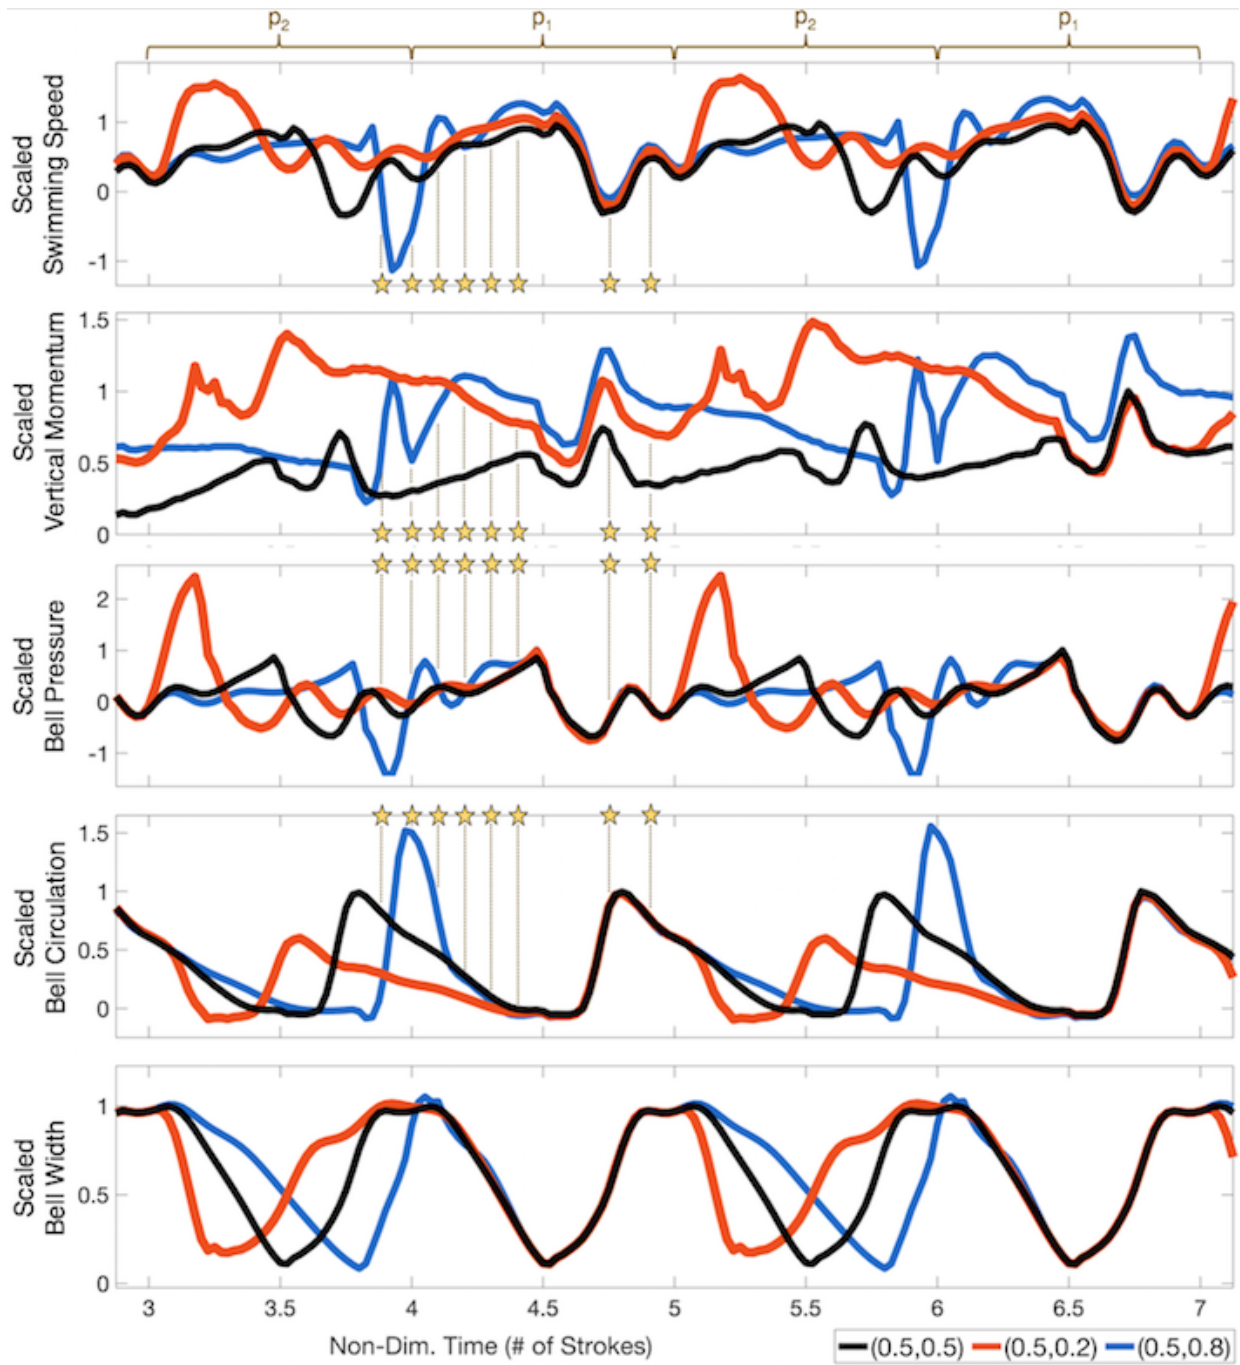 p2 p1 p2 p1
Scaled
Swimming Speed
1
0
-1
Scaled
Vertical Momentum
1.5
1
0.5
0
Scaled
Bell Pressure
2
1
0
-1
Scaled
Bell Circulation
1.5
1
0.5
0
Scaled
Bell Width
1
0.5
0
3 3.5 4 4.5 5 5.5 6 6.5 7
Non-Dim. Time (# of Strokes)
(0.5,0.5) (0.5,0.2) (0.5,0.8)